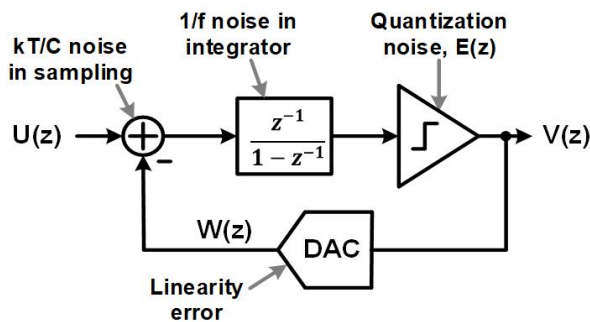 kT/C noise
in sampling
1/f noise in
integrator
Quantization
noise, E(z)
U(z)
+
−
z⁻¹
1 − z⁻¹
V(z)
W(z)
DAC
Linearity
error